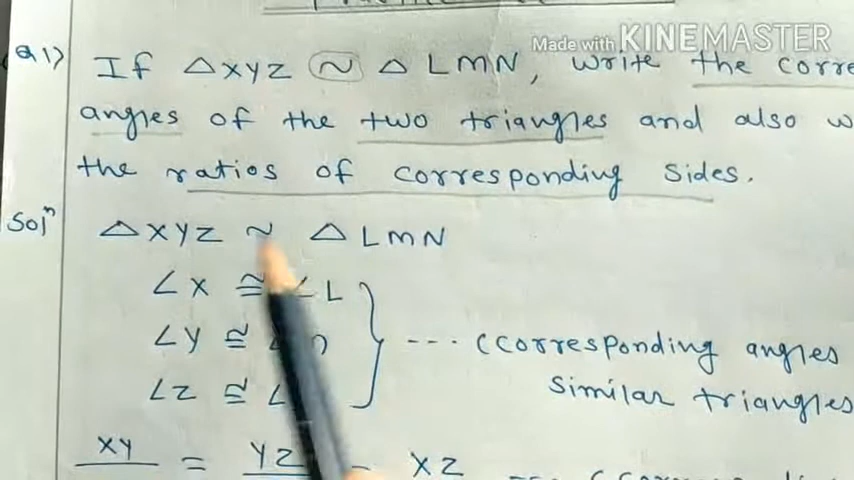 Made with KINEMASTER
Q1) If △XYZ ~ △LMN, write the corre
angles of the two triangles and also w
the ratios of corresponding sides.
Solⁿ △XYZ ~ △LMN
∠X ≅ ∠L
∠Y ≅
∠Z ≅ ∠
--- (Corresponding angles
similar triangles
XY = YZ = XZ ---